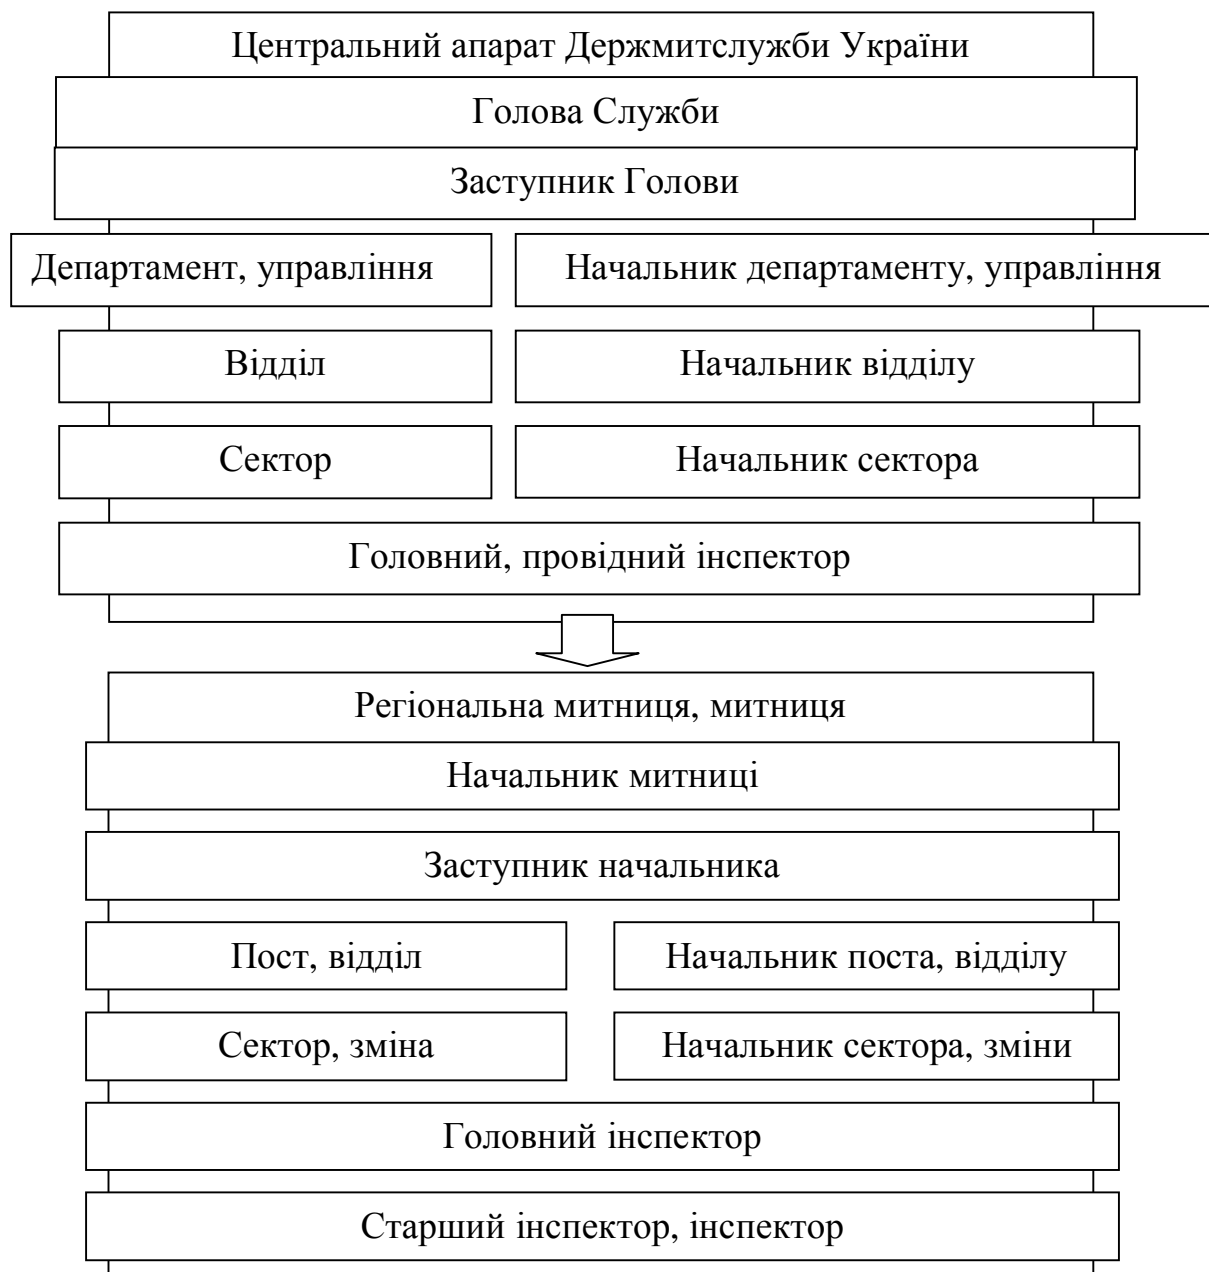 Центральний апарат Держмитслужби України
Голова Служби
Заступник Голови
Департамент, управління
Начальник департаменту, управління
Відділ
Начальник відділу
Сектор
Начальник сектора
Головний, провідний інспектор
Регіональна митниця, митниця
Начальник митниці
Заступник начальника
Пост, відділ
Начальник поста, відділу
Сектор, зміна
Начальник сектора, зміни
Головний інспектор
Старший інспектор, інспектор